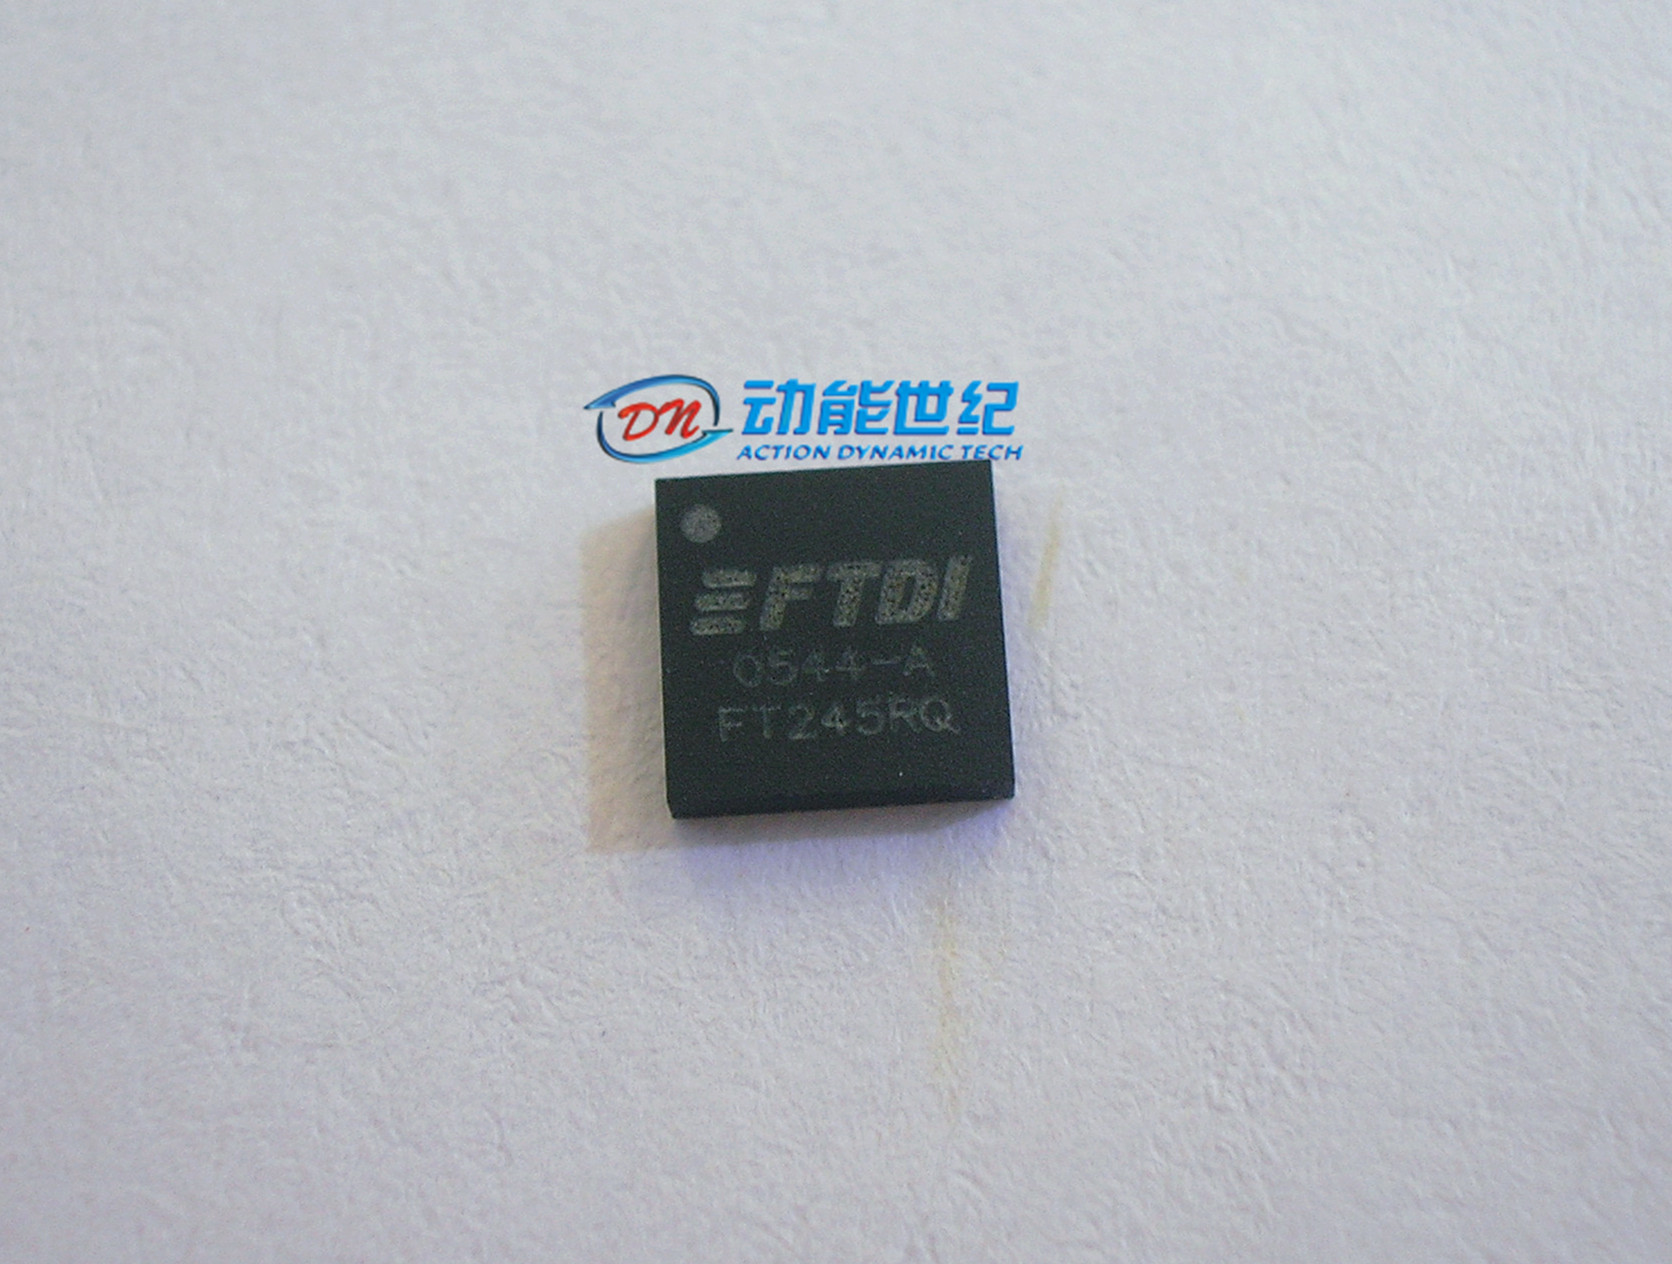 DN 动能世纪
ACTION DYNAMIC TECH
FTDI
0544-A
FT245RQ